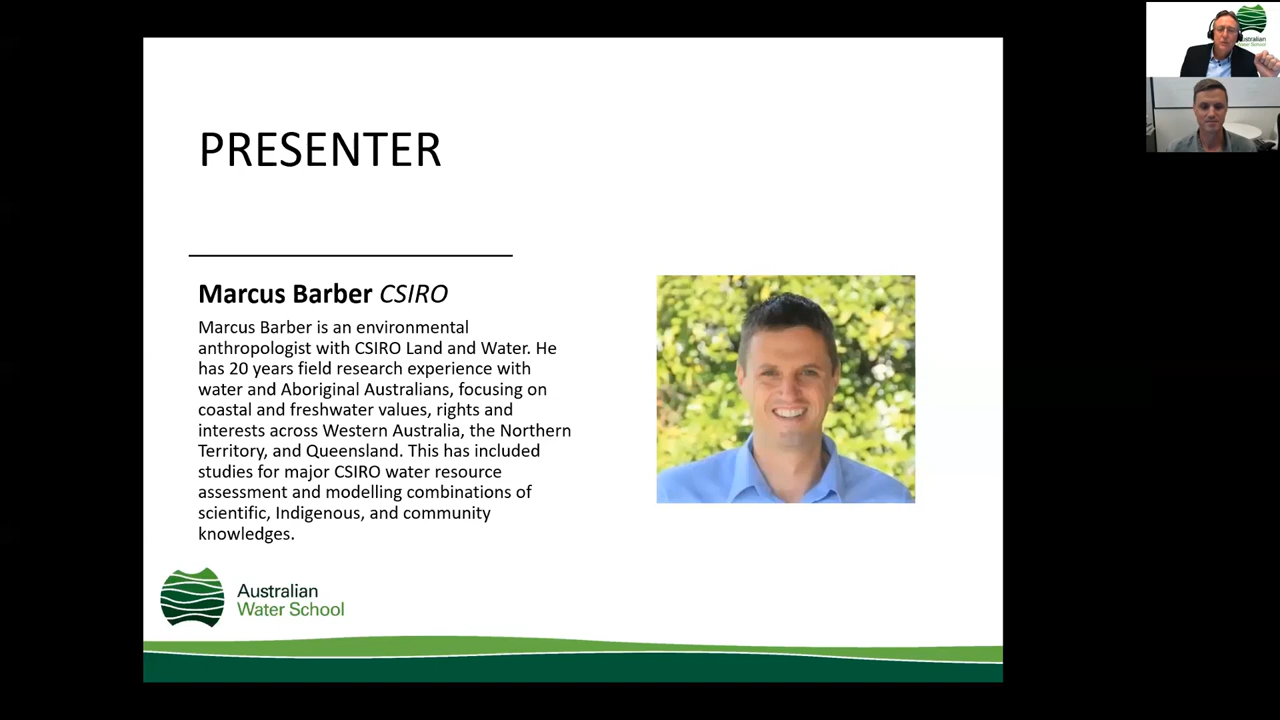 PRESENTER
Marcus Barber CSIRO
Marcus Barber is an environmental
anthropologist with CSIRO Land and Water. He
has 20 years field research experience with
water and Aboriginal Australians, focusing on
coastal and freshwater values, rights and
interests across Western Australia, the Northern
Territory, and Queensland. This has included
studies for major CSIRO water resource
assessment and modelling combinations of
scientific, Indigenous, and community
knowledges.
Australian
Water School
Australian
Water School